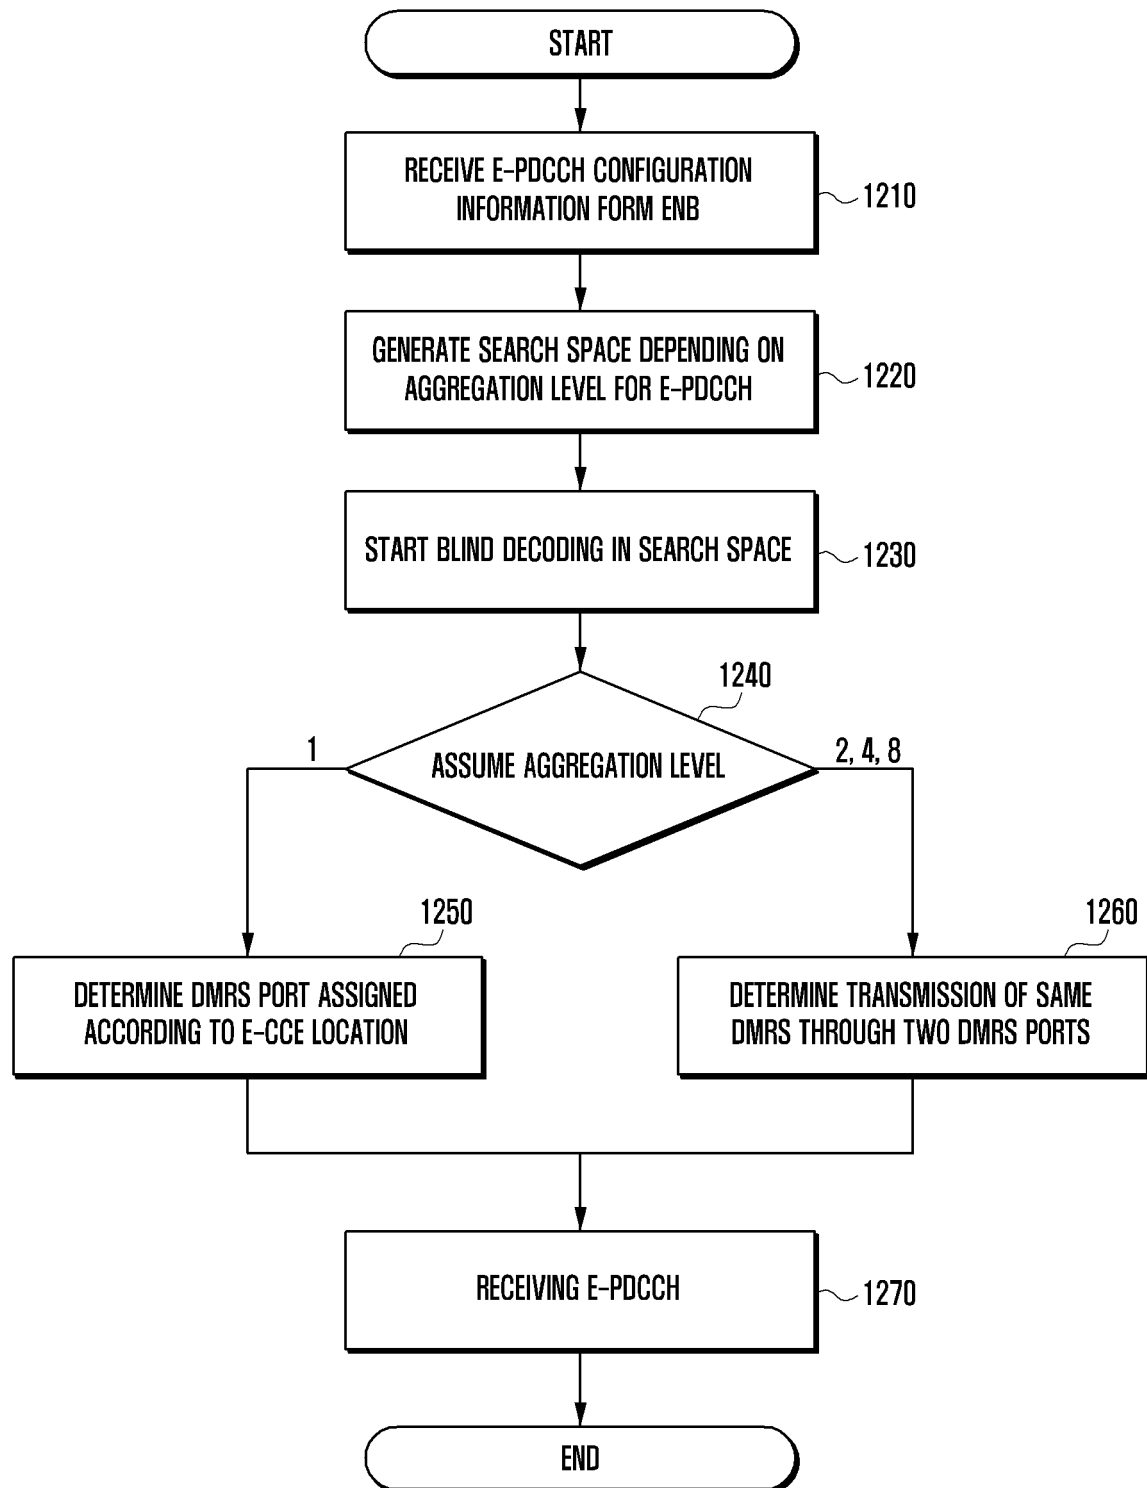 START
RECEIVE E-PDCCH CONFIGURATION
INFORMATION FORM ENB
1210
GENERATE SEARCH SPACE DEPENDING ON
AGGREGATION LEVEL FOR E-PDCCH
1220
START BLIND DECODING IN SEARCH SPACE
1230
1240
ASSUME AGGREGATION LEVEL
1
2, 4, 8
1250
DETERMINE DMRS PORT ASSIGNED
ACCORDING TO E-CCE LOCATION
1260
DETERMINE TRANSMISSION OF SAME
DMRS THROUGH TWO DMRS PORTS
RECEIVING E-PDCCH
1270
END